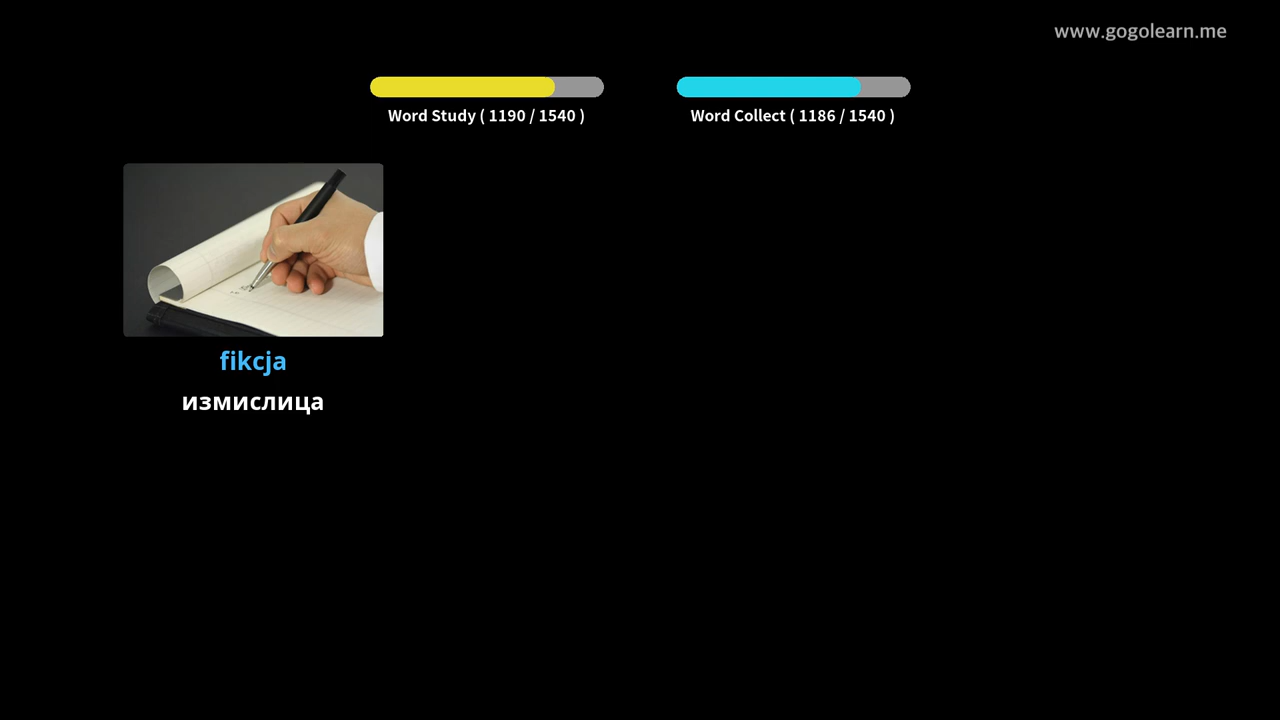 www.gogolearn.me
Word Study ( 1190 / 1540 )
Word Collect ( 1186 / 1540 )
fikcja
измислица